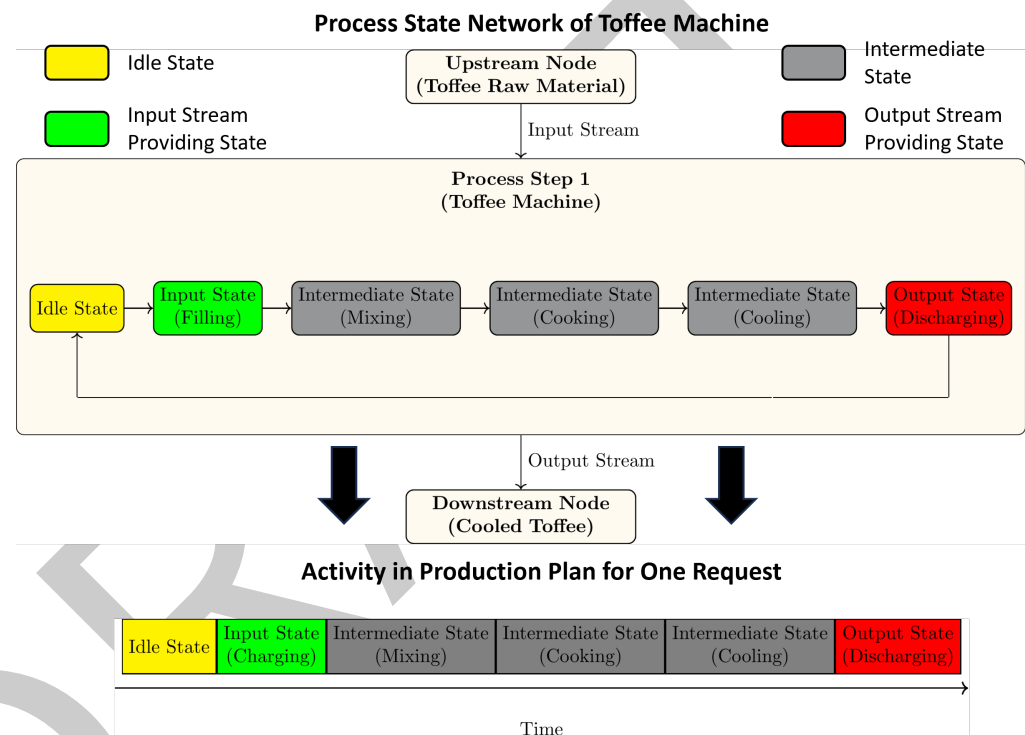 Process State Network of Toffee Machine
Idle State
Input Stream
Providing State
Intermediate
State
Output Stream
Providing State
Upstream Node
(Toffee Raw Material)
Input Stream
Process Step 1
(Toffee Machine)
Idle State
Input State
(Filling)
Intermediate State
(Mixing)
Intermediate State
(Cooking)
Intermediate State
(Cooling)
Output State
(Discharging)
Output Stream
Downstream Node
(Cooled Toffee)
Activity in Production Plan for One Request
Idle State
Input State
(Charging)
Intermediate State
(Mixing)
Intermediate State
(Cooking)
Intermediate State
(Cooling)
Output State
(Discharging)
Time